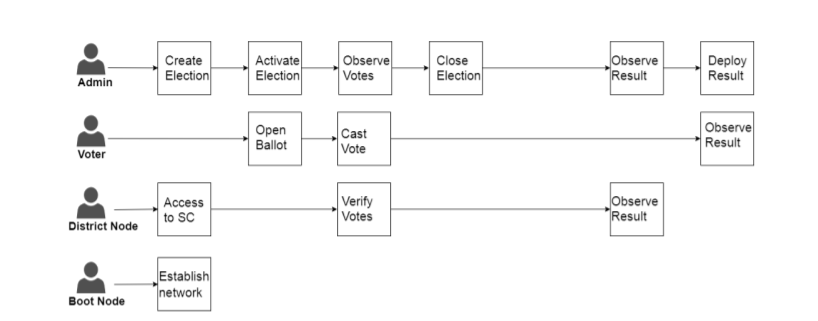 Admin
Create
Election
Activate
Election
Observe
Votes
Close
Election
Observe
Result
Deploy
Result
Voter
Open
Ballot
Cast
Vote
Observe
Result
District Node
Access
to SC
Verify
Votes
Observe
Result
Boot Node
Establish
network